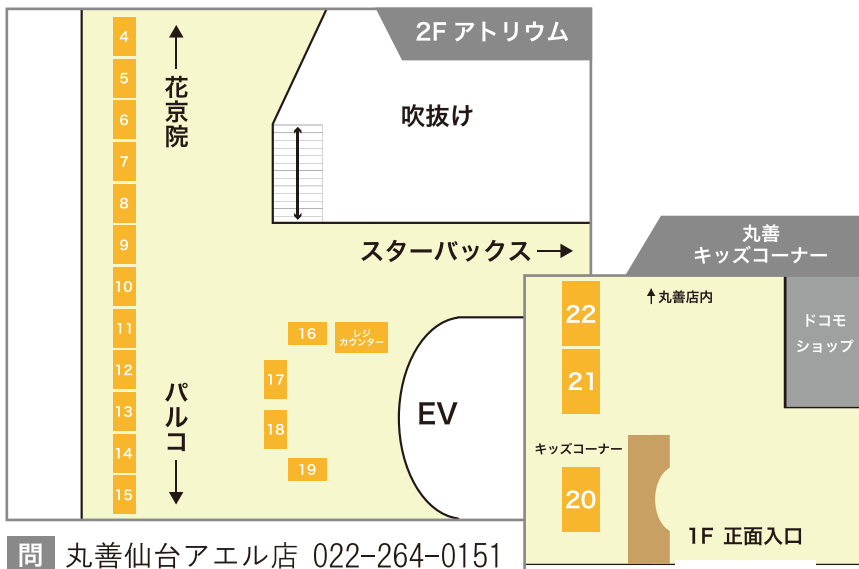 2F アトリウム
4
5
6
7
8
9
10
11
12
13
14
15
花京院
パルコ
吹抜け
スターバックス
16
レジ
カウンター
17
18
19
EV
丸善
キッズコーナー
丸善店内
22
21
ドコモ
ショップ
キッズコーナー
20
1F 正面入口
問 丸善仙台アエル店 022-264-0151